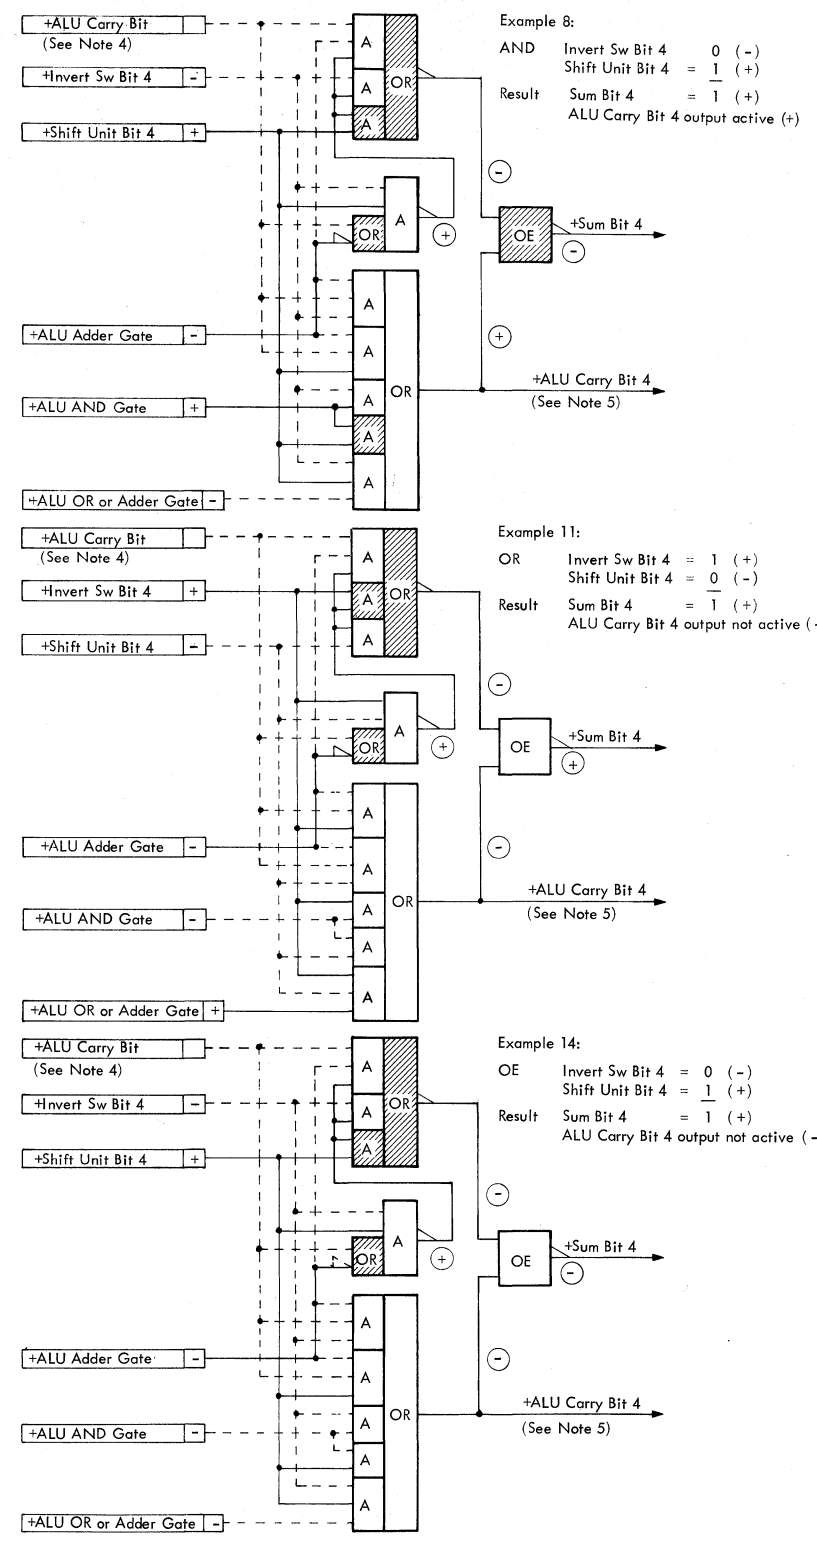 +ALU Carry Bit
(See Note 4)
+Invert Sw Bit 4 -
+Shift Unit Bit 4 +
+ALU Adder Gate -
+ALU AND Gate +
+ALU OR or Adder Gate -
A
A
A
OR
OR
A
+
A
A
A
A
A
OR
-
OE
+Sum Bit 4
-
+
+ALU Carry Bit 4
(See Note 5)
Example 8:
AND Invert Sw Bit 4 0 (-)
Shift Unit Bit 4 = 1 (+)
Result Sum Bit 4 = 1 (+)
ALU Carry Bit 4 output active (+)
+ALU Carry Bit
(See Note 4)
+Invert Sw Bit 4 +
+Shift Unit Bit 4 -
+ALU Adder Gate -
+ALU AND Gate -
+ALU OR or Adder Gate +
A
A
A
OR
OR
A
+
A
A
A
A
A
OR
-
OE
+Sum Bit 4
+
-
+ALU Carry Bit 4
(See Note 5)
Example 11:
OR Invert Sw Bit 4 = 1 (+)
Shift Unit Bit 4 = 0 (-)
Result Sum Bit 4 = 1 (+)
ALU Carry Bit 4 output not active (-
+ALU Carry Bit
(See Note 4)
+Invert Sw Bit 4 -
+Shift Unit Bit 4 +
+ALU Adder Gate -
+ALU AND Gate -
+ALU OR or Adder Gate -
A
A
A
OR
OR
A
+
A
A
A
A
A
OR
-
OE
+Sum Bit 4
-
-
+ALU Carry Bit 4
(See Note 5)
Example 14:
OE Invert Sw Bit 4 = 0 (-)
Shift Unit Bit 4 = 1 (+)
Result Sum Bit 4 = 1 (+)
ALU Carry Bit 4 output not active (-